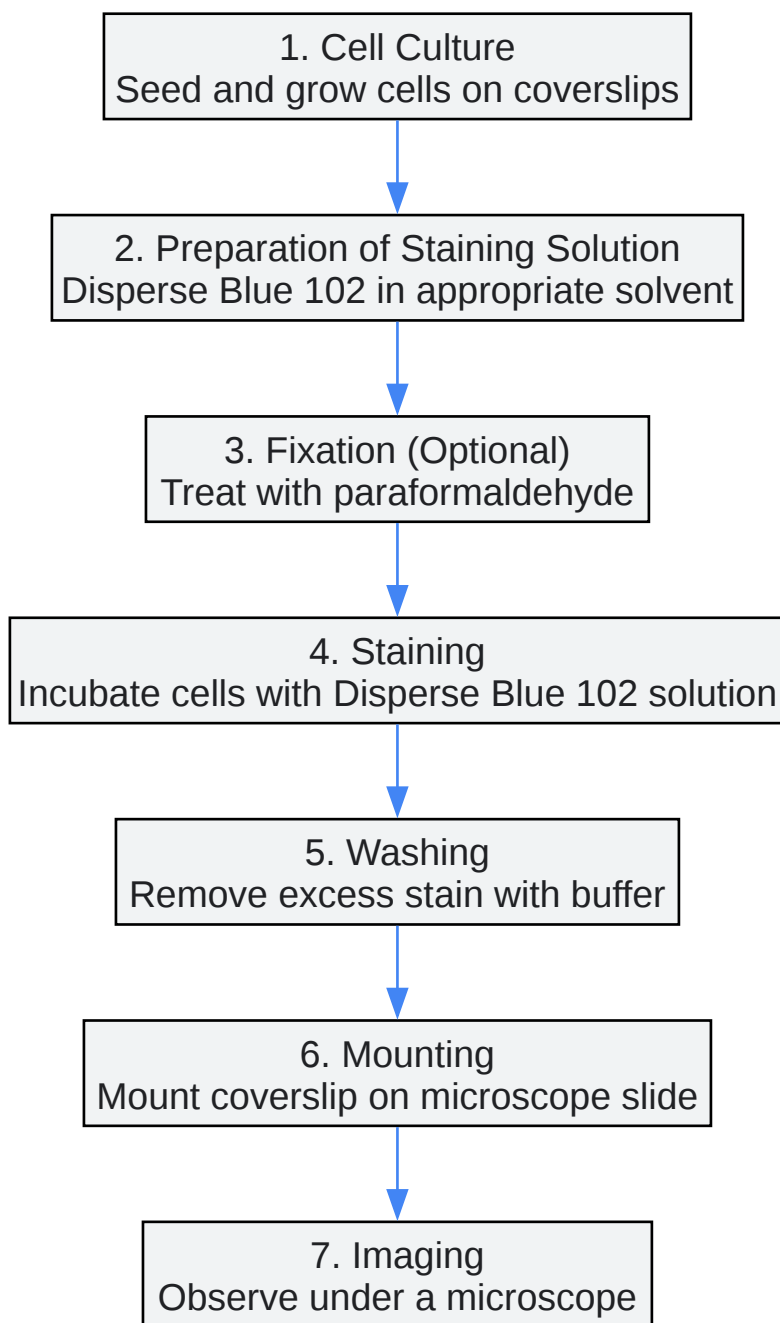 1. Cell Culture
Seed and grow cells on coverslips
2. Preparation of Staining Solution
Disperse Blue 102 in appropriate solvent
3. Fixation (Optional)
Treat with paraformaldehyde
4. Staining
Incubate cells with Disperse Blue 102 solution
5. Washing
Remove excess stain with buffer
6. Mounting
Mount coverslip on microscope slide
7. Imaging
Observe under a microscope